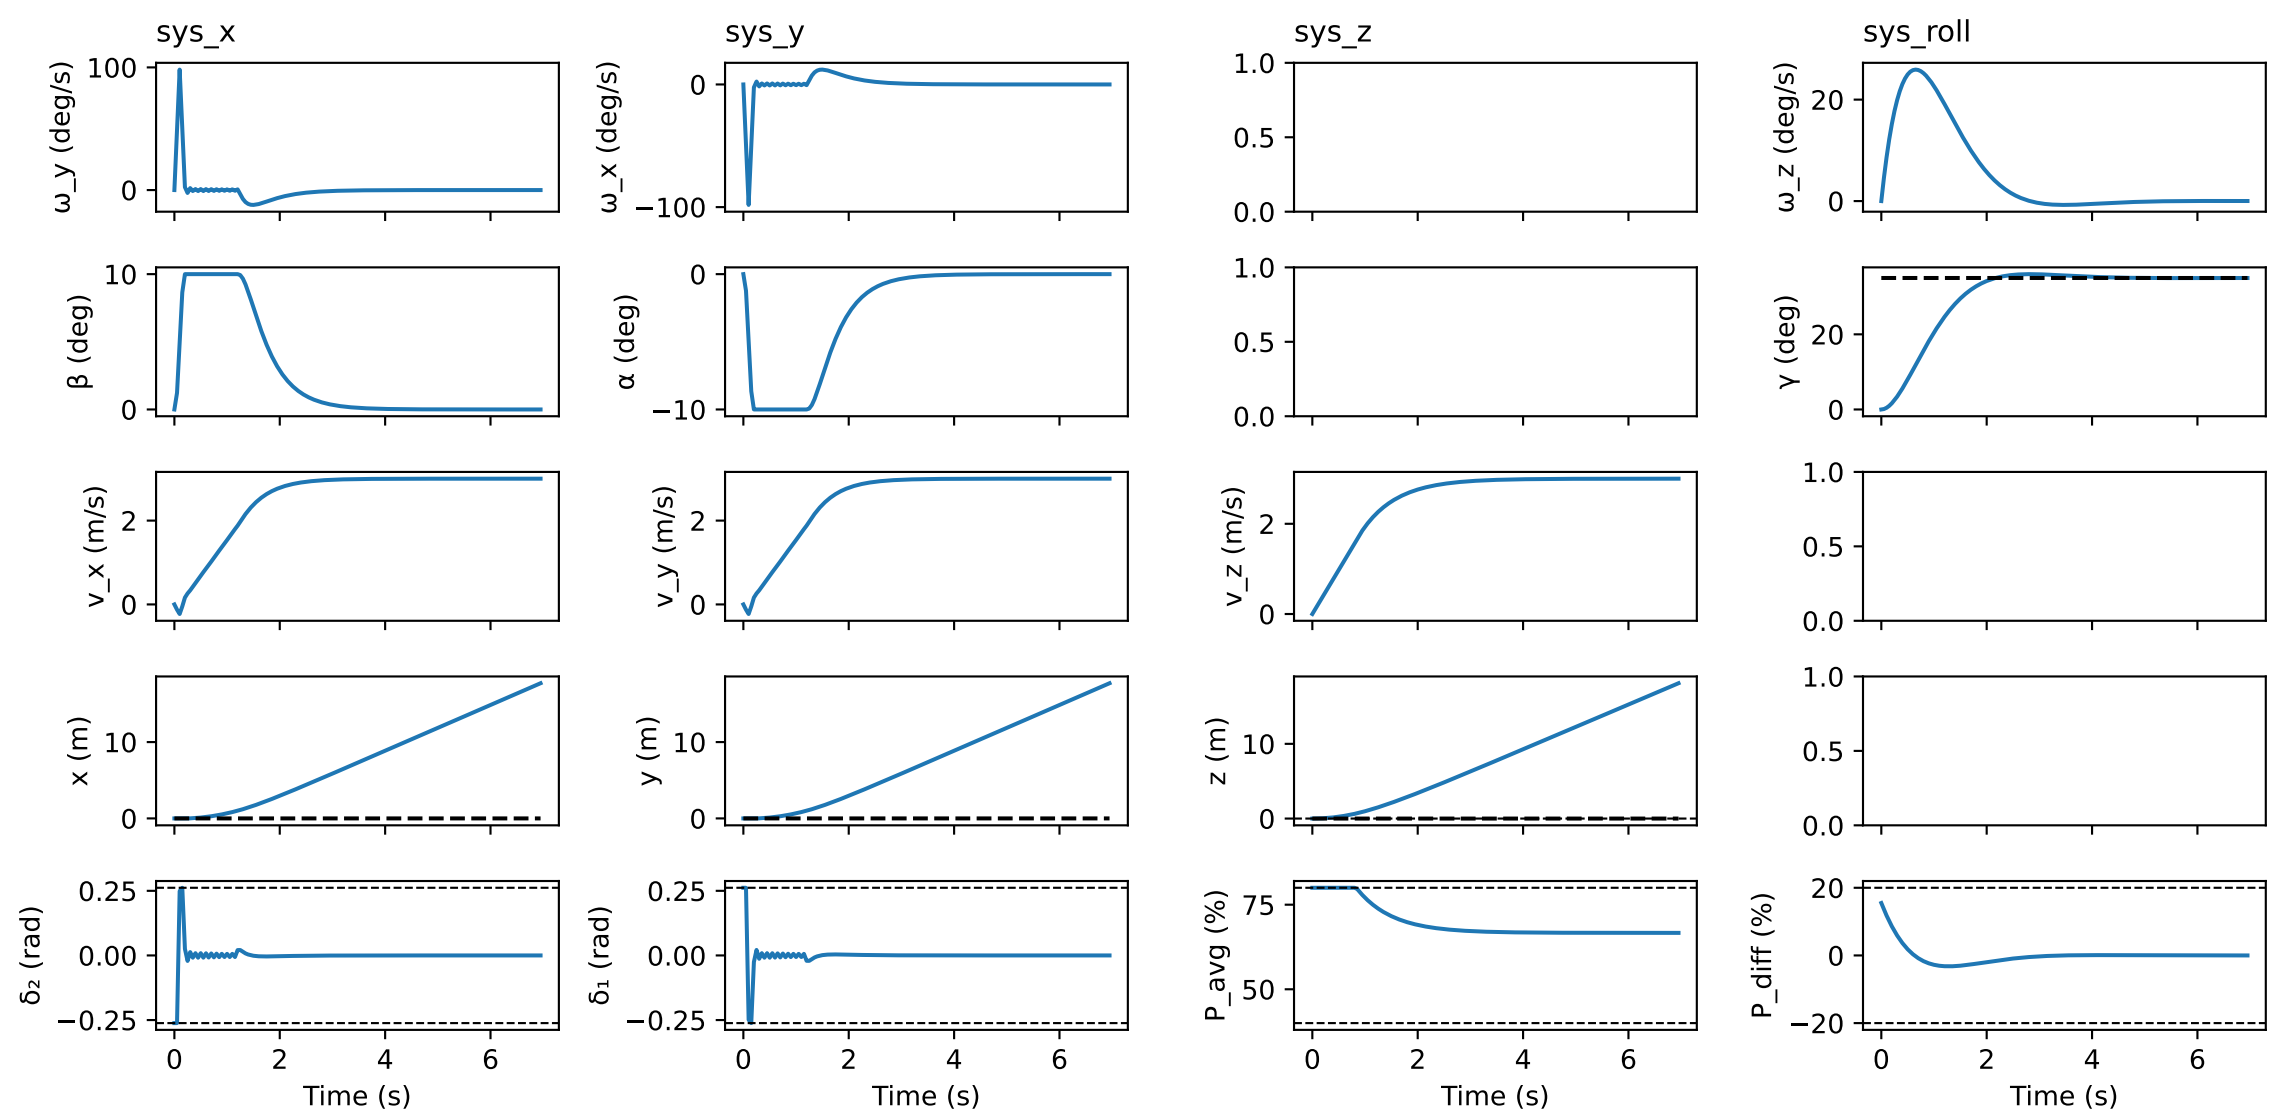 sys_x
sys_y
sys_z
sys_roll
ω_y (deg/s)
100
0
ω_x (deg/s)
0
−100
1.0
0.5
0.0
ω_z (deg/s)
20
0
β (deg)
10
0
α (deg)
0
−10
1.0
0.5
0.0
γ (deg)
20
0
v_x (m/s)
2
0
v_y (m/s)
2
0
v_z (m/s)
2
0
1.0
0.5
0.0
x (m)
10
0
y (m)
10
0
z (m)
10
0
1.0
0.5
0.0
δ₂ (rad)
0.25
0.00
−0.25
0 2 4 6
Time (s)
δ₁ (rad)
0.25
0.00
−0.25
0 2 4 6
Time (s)
P_avg (%)
75
50
0 2 4 6
Time (s)
P_diff (%)
20
0
−20
0 2 4 6
Time (s)